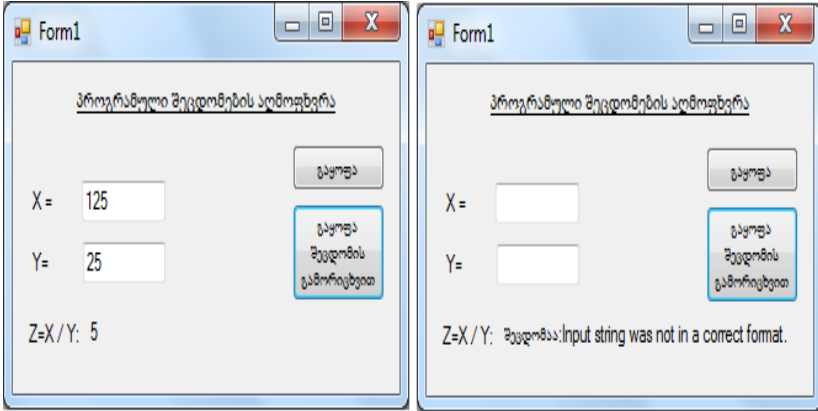 Form1
პროგრამული შეცდომების აღმოფხვრა
გაყოფა
X = 125
გაყოფა
შეცდომის
გამორიცხვით
Y= 25
Z=X / Y: 5
Form1
პროგრამული შეცდომების აღმოფხვრა
გაყოფა
X =
გაყოფა
შეცდომის
გამორიცხვით
Y=
Z=X / Y: შეცდომაა:Input string was not in a correct format.